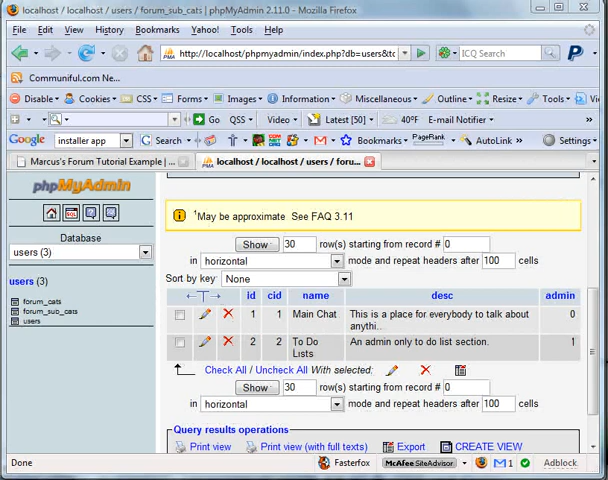 localhost / localhost / users / forum_sub_cats | phpMyAdmin 2.11.0 - Mozilla Firefox
File Edit View History Bookmarks Yahoo! Tools Help
http://localhost/phpmyadmin/index.php?db=users&to
ICQ Search
Communiful.com Ne...
Disable Cookies CSS Forms Images Information Miscellaneous Outline Resize Tools Vi
Go QSS Video Latest [50] 40°F E-mail Notifier
Google installer app Search Bookmarks PageRank AutoLink Settings
Marcus's Forum Tutorial Example | ... localhost / localhost / users / foru...
phpMyAdmin
SQL
Database
users (3)
users (3)
forum_cats
forum_sub_cats
users
1May be approximate See FAQ 3.11
Show : 30 row(s) starting from record # 0
in horizontal mode and repeat headers after 100 cells
Sort by key: None
id cid name desc admin
1 1 Main Chat This is a place for everybody to talk about anythi... 0
2 2 To Do Lists An admin only to do list section. 1
Check All / Uncheck All With selected:
Show : 30 row(s) starting from record # 0
in horizontal mode and repeat headers after 100 cells
Query results operations
Print view Print view (with full texts) Export CREATE VIEW
Done Fasterfox McAfee SiteAdvisor 1 Adblock